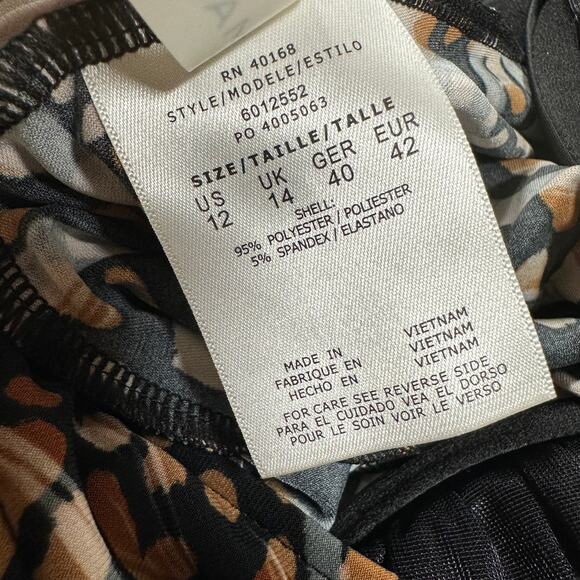 AN
RN 40168
STYLE/MODELE/ESTILO
6012552
PO 4005063
SIZE/TAILLE/TALLE
US UK GER EUR
12 14 40 42
SHELL:
95% POLYESTER / POLIESTER
5% SPANDEX / ELASTANO
MADE IN VIETNAM
FABRIQUE EN VIETNAM
HECHO EN VIETNAM
FOR CARE SEE REVERSE SIDE
PARA EL CUIDADO VEA EL DORSO
POUR LE SOIN VOIR LE VERSO